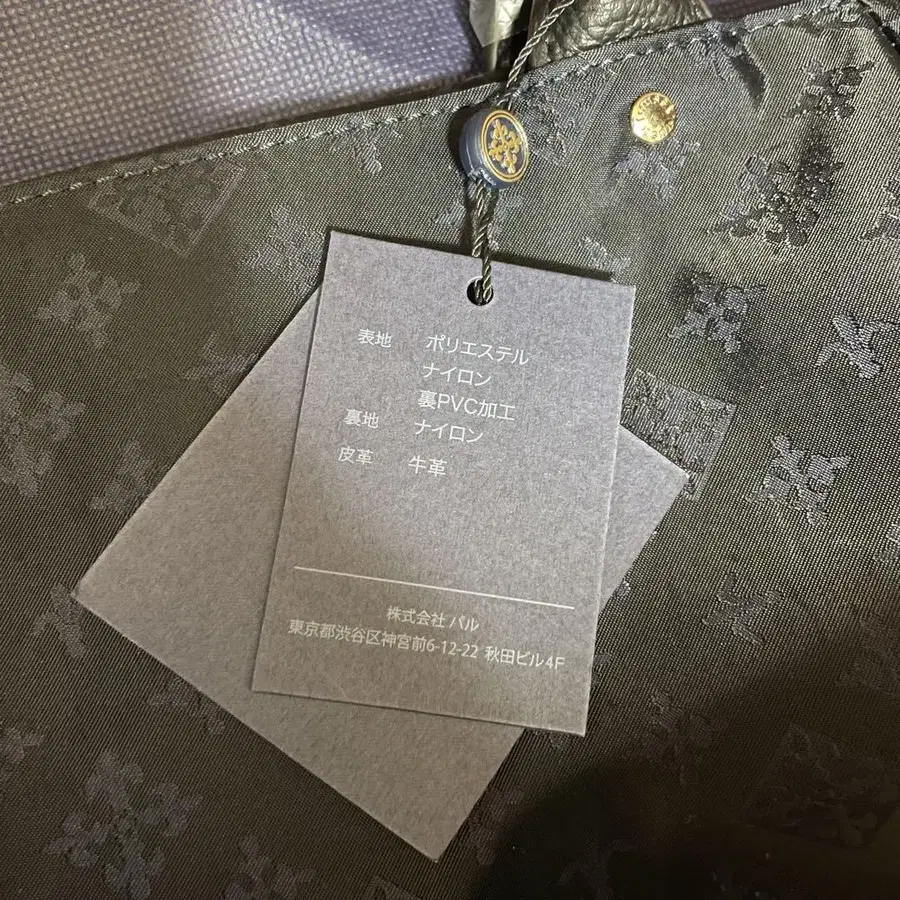 表地 ポリエステル
ナイロン
裏PVC加工
裏地 ナイロン
皮革 牛革
株式会社 パル
東京都渋谷区神宮前6-12-22 秋田ビル4F